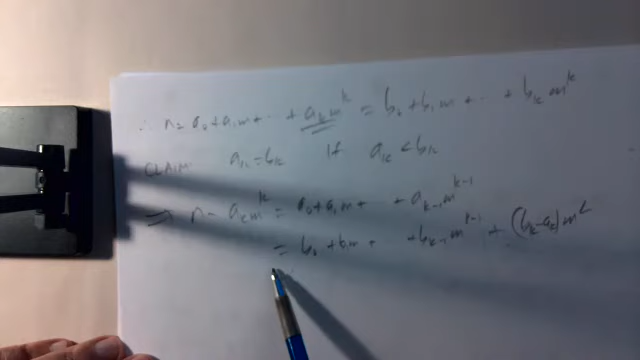 ∴ n = a₀ + a₁m + ··· + aₖmᵏ = b₀ + b₁m + ··· + bₖmᵏ
CLAIM: aₖ = bₖ If aₖ < bₖ
⇒ n - aₖmᵏ = a₀ + a₁m + + aₖ₋₁mᵏ⁻¹
= b₀ + b₁m + + bₖ₋₁mᵏ⁻¹ + (bₖ-aₖ)mᵏ